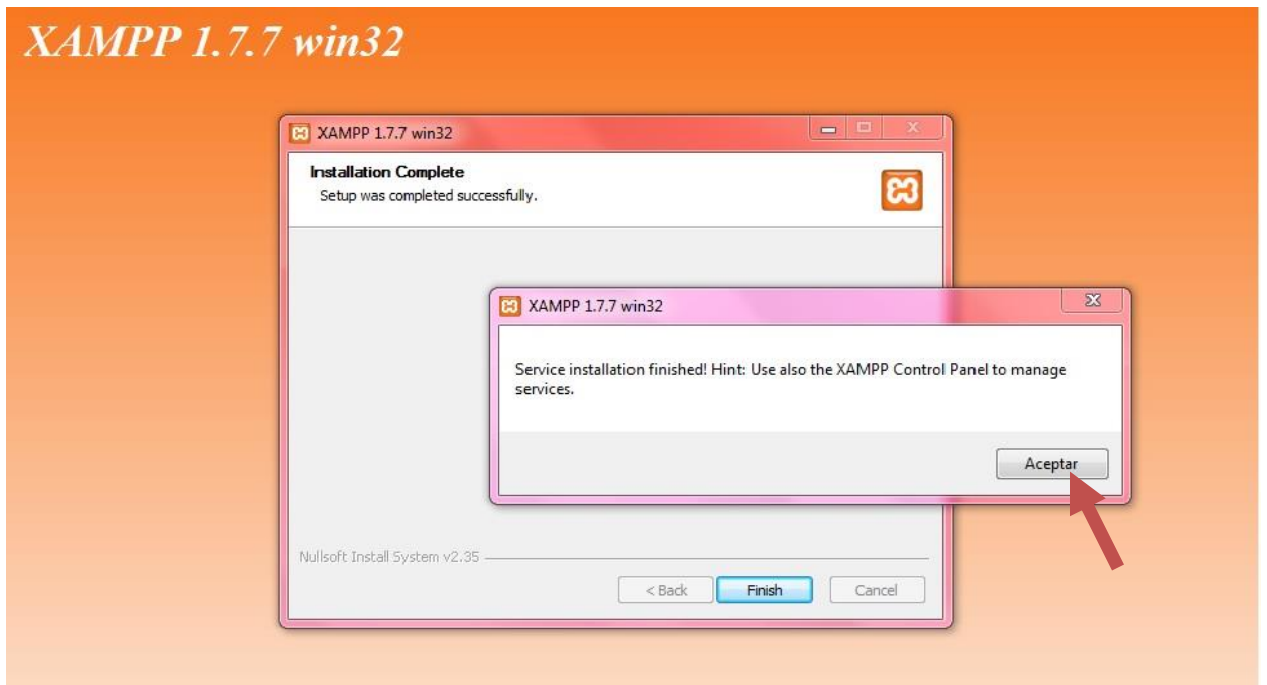 XAMPP 1.7.7 win32
XAMPP 1.7.7 win32
Installation Complete
Setup was completed successfully.
XAMPP 1.7.7 win32
Service installation finished! Hint: Use also the XAMPP Control Panel to manage
services.
Aceptar
Nullsoft Install System v2.35
< Back Finish Cancel